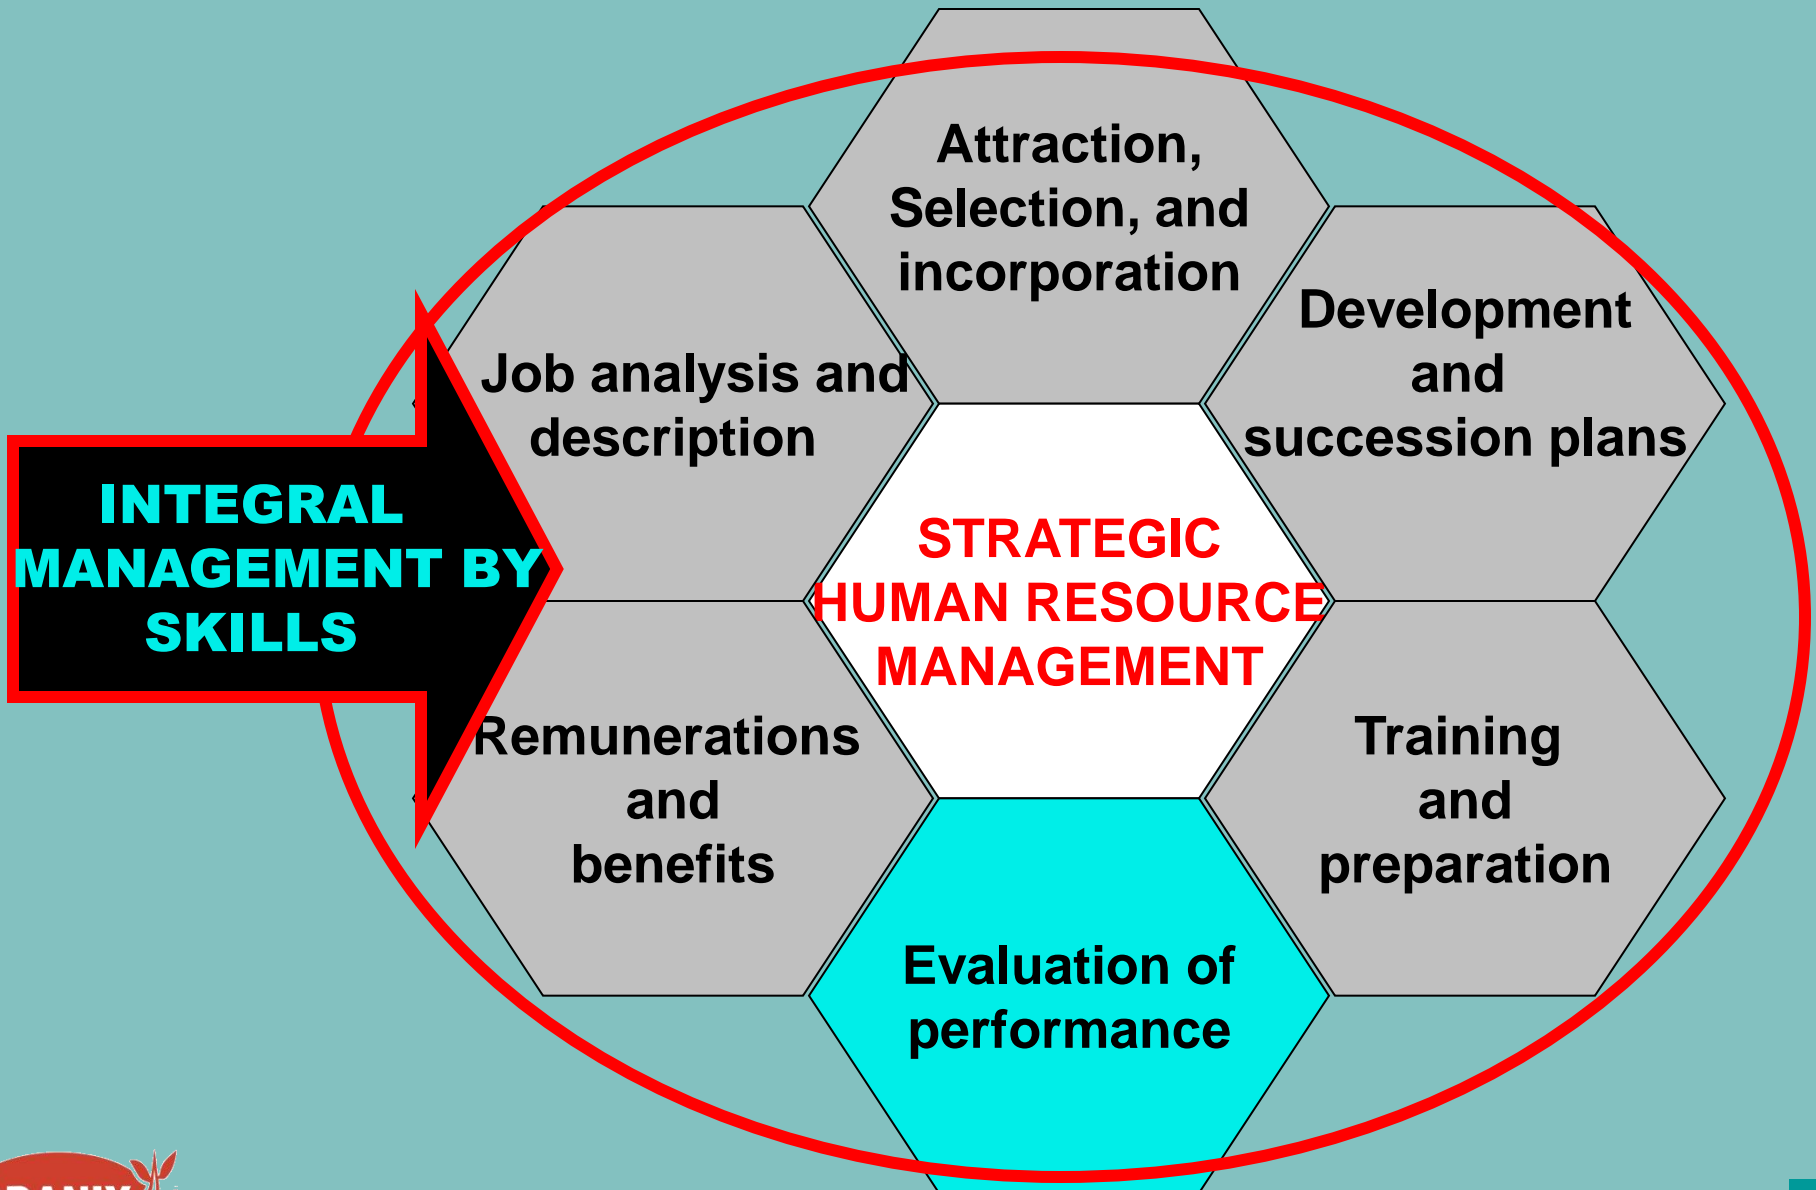 Attraction,
Selection, and
incorporation
Development
and
succession plans
Job analysis and
description
INTEGRAL
MANAGEMENT BY
SKILLS
STRATEGIC
HUMAN RESOURCE
MANAGEMENT
Remunerations
and
benefits
Training
and
preparation
Evaluation of
performance